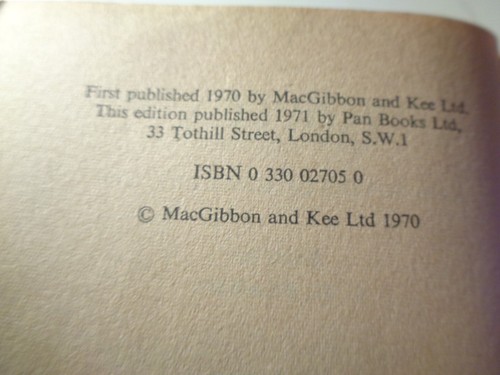 First published 1970 by MacGibbon and Kee Ltd.
This edition published 1971 by Pan Books Ltd,
33 Tothill Street, London, S.W.1
ISBN 0 330 02705 0
© MacGibbon and Kee Ltd 1970